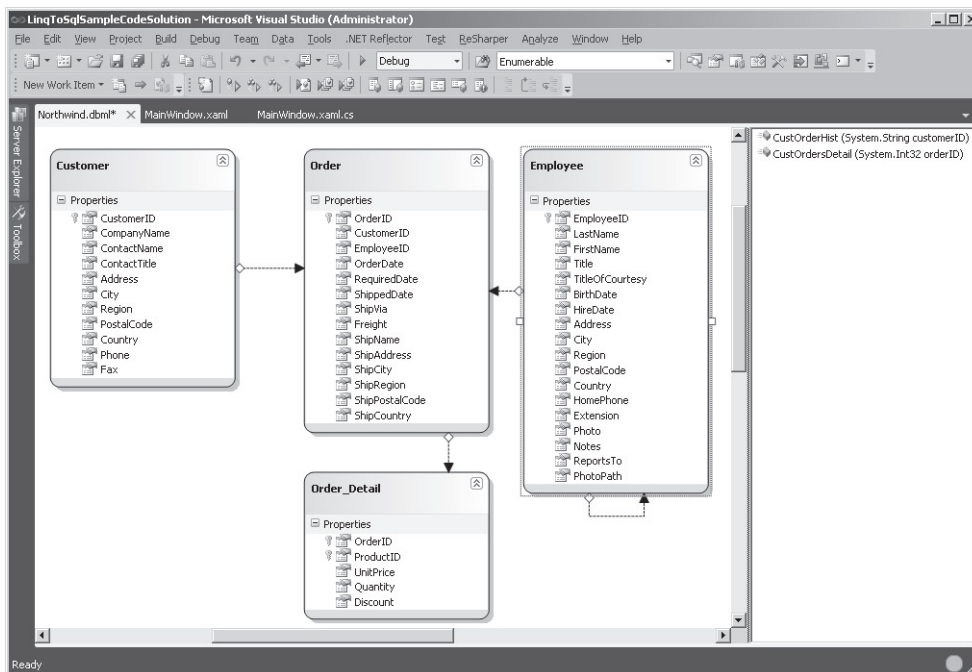 LinqToSqlSampleCodeSolution - Microsoft Visual Studio (Administrator)
File Edit View Project Build Debug Team Data Tools .NET Reflector Test ReSharper Analyze Window Help
Debug Enumerable
New Work Item
Northwind.dbml* MainWindow.xaml MainWindow.xaml.cs
Server Explorer
Toolbox
Customer
Properties
CustomerID
CompanyName
ContactName
ContactTitle
Address
City
Region
PostalCode
Country
Phone
Fax
Order
Properties
OrderID
CustomerID
EmployeeID
OrderDate
RequiredDate
ShippedDate
ShipVia
Freight
ShipName
ShipAddress
ShipCity
ShipRegion
ShipPostalCode
ShipCountry
Employee
Properties
EmployeeID
LastName
FirstName
Title
TitleOfCourtesy
BirthDate
HireDate
Address
City
Region
PostalCode
Country
HomePhone
Extension
Photo
Notes
ReportsTo
PhotoPath
Order_Detail
Properties
OrderID
ProductID
UnitPrice
Quantity
Discount
CustOrderHist (System.String customerID)
CustOrdersDetail (System.Int32 orderID)
Ready